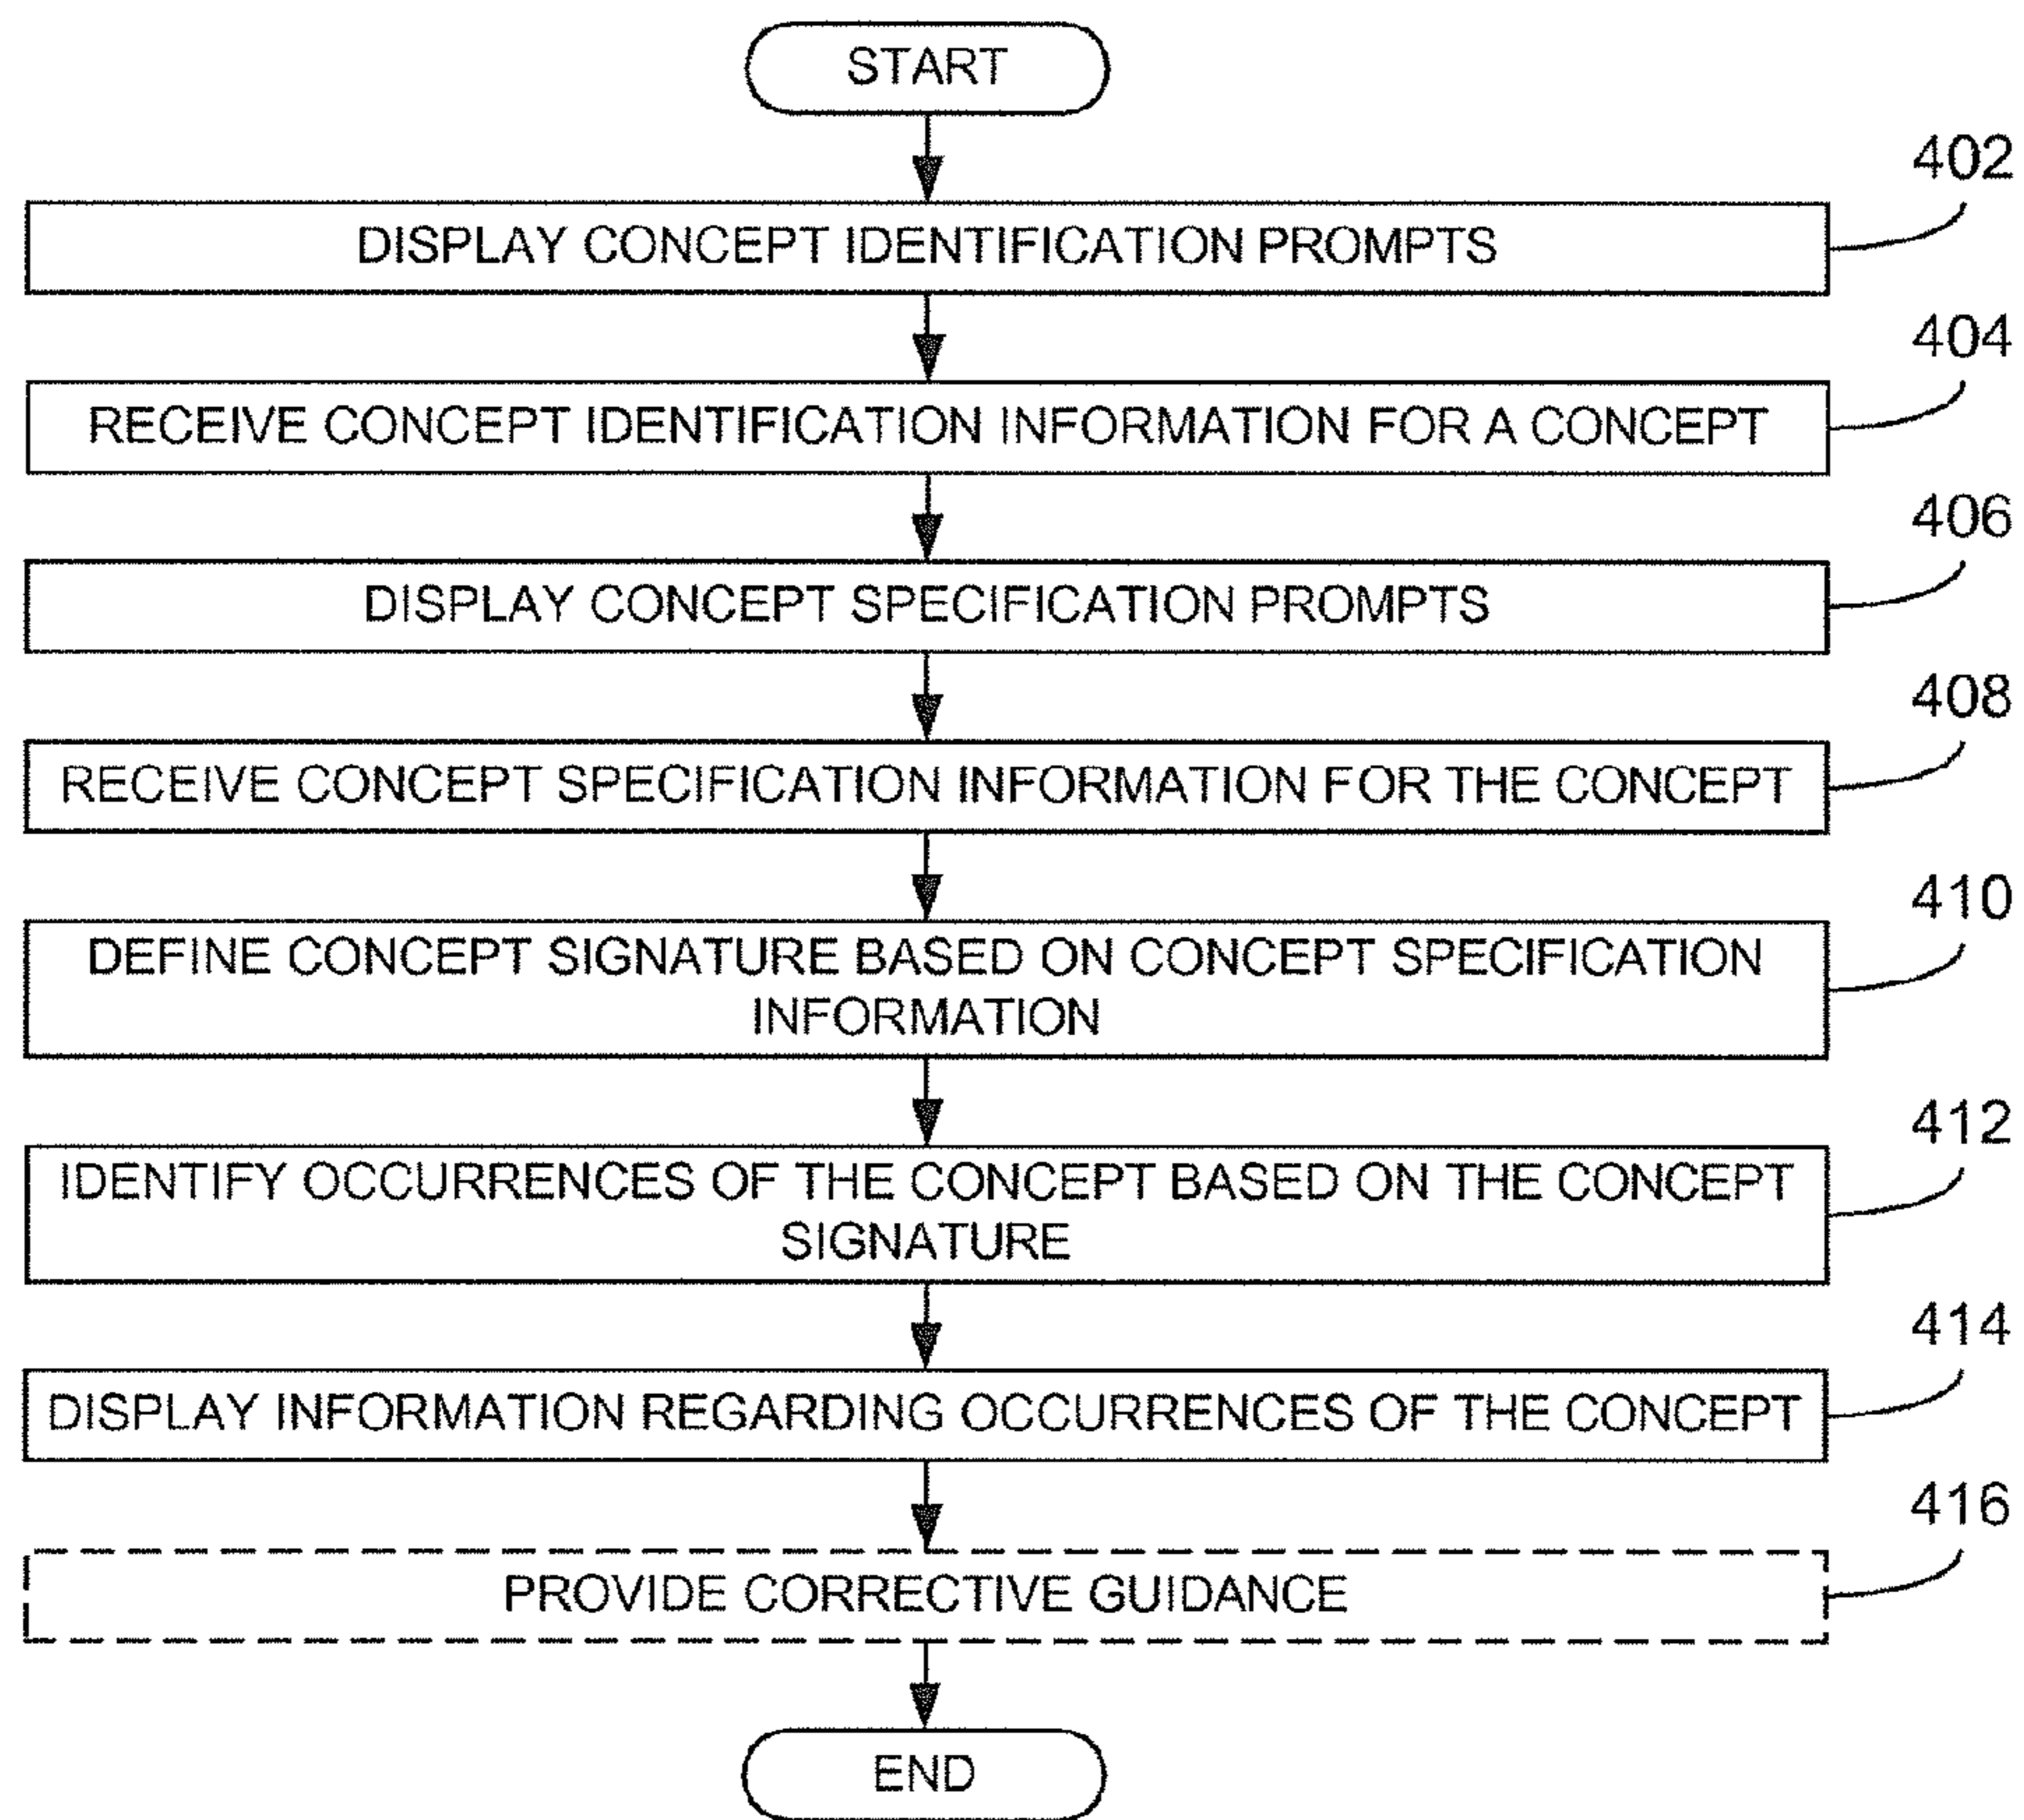 START
402
DISPLAY CONCEPT IDENTIFICATION PROMPTS
404
RECEIVE CONCEPT IDENTIFICATION INFORMATION FOR A CONCEPT
406
DISPLAY CONCEPT SPECIFICATION PROMPTS
408
RECEIVE CONCEPT SPECIFICATION INFORMATION FOR THE CONCEPT
410
DEFINE CONCEPT SIGNATURE BASED ON CONCEPT SPECIFICATION
INFORMATION
412
IDENTIFY OCCURRENCES OF THE CONCEPT BASED ON THE CONCEPT
SIGNATURE
414
DISPLAY INFORMATION REGARDING OCCURRENCES OF THE CONCEPT
416
PROVIDE CORRECTIVE GUIDANCE
END